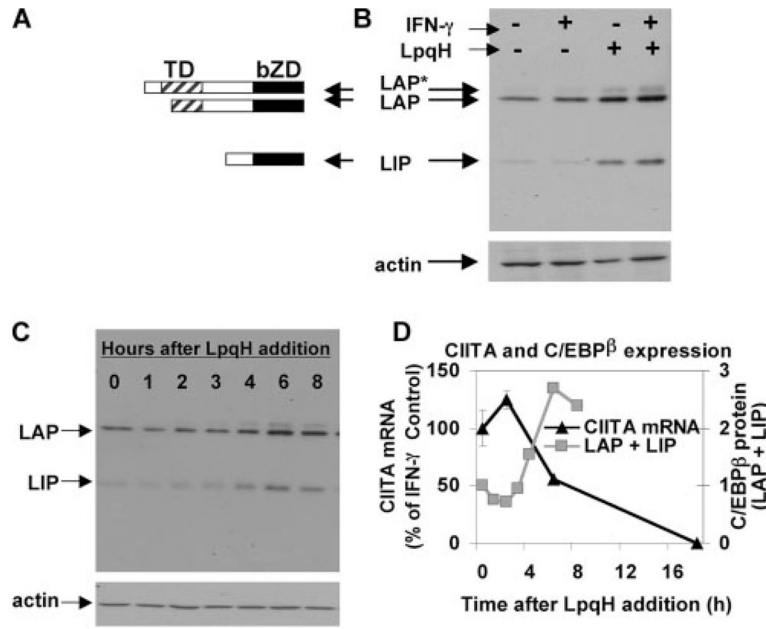 A
TD bZD
LAP*
LAP
LIP
B
IFN-γ - + - +
LpqH - - + +
actin
C
Hours after LpqH addition
0 1 2 3 4 6 8
LAP
LIP
actin
D
CIITA and C/EBPβ expression
CIITA mRNA
(% of IFN-γ Control)
150
100
50
0
CIITA mRNA
LAP + LIP
3
2
1
0
C/EBPβ protein
(LAP + LIP)
0 4 8 12 16
Time after LpqH addition (h)